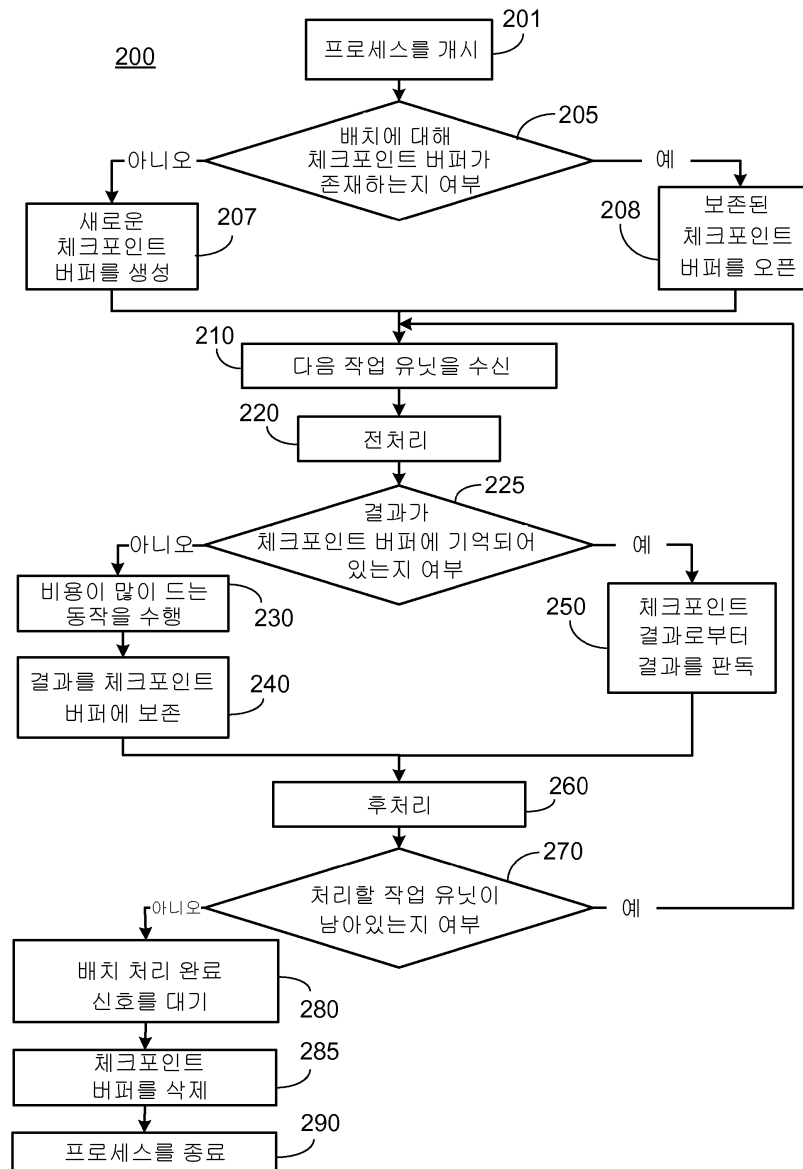 200
201
프로세스를 개시
205
배치에 대해
체크포인트 버퍼가
존재하는지 여부
아니오
예
207
새로운
체크포인트
버퍼를 생성
208
보존된
체크포인트
버퍼를 오픈
210
다음 작업 유닛을 수신
220
전처리
225
결과가
체크포인트 버퍼에 기억되어
있는지 여부
아니오
예
비용이 많이 드는
동작을 수행
230
250
체크포인트
결과로부터
결과를 판독
결과를 체크포인트
버퍼에 보존
240
후처리
260
270
처리할 작업 유닛이
남아있는지 여부
아니오
예
배치 처리 완료
신호를 대기
280
체크포인트
버퍼를 삭제
285
프로세스를 종료
290